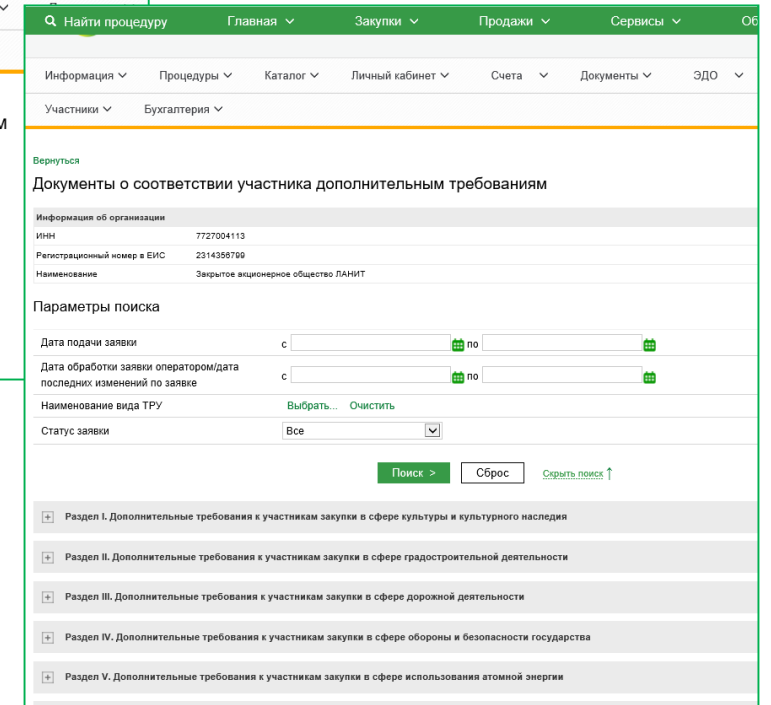 Найти процедуру Главная Закупки Продажи Сервисы Об
Информация Процедуры Каталог Личный кабинет Счета Документы ЭДО
Участники Бухгалтерия
м
Вернуться
Документы о соответствии участника дополнительным требованиям
Информация об организации
ИНН 7727004113
Регистрационный номер в ЕИС 2314356799
Наименование Закрытое акционерное общество ЛАНИТ
Параметры поиска
Дата подачи заявки с по
Дата обработки заявки оператором/дата
последних изменений по заявке с по
Наименование вида ТРУ Выбрать... Очистить
Статус заявки Все
Поиск > Сброс Скрыть поиск ↑
Раздел I. Дополнительные требования к участникам закупки в сфере культуры и культурного наследия
Раздел II. Дополнительные требования к участникам закупки в сфере градостроительной деятельности
Раздел III. Дополнительные требования к участникам закупки в сфере дорожной деятельности
Раздел IV. Дополнительные требования к участникам закупки в сфере обороны и безопасности государства
Раздел V. Дополнительные требования к участникам закупки в сфере использования атомной энергии